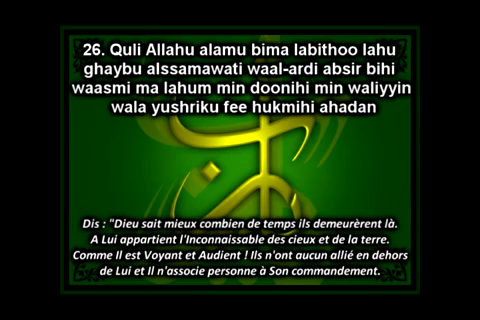 26. Quli Allahu alamu bima labithoo lahu
ghaybu alssamawati waal-ardi absir bihi
waasmi ma lahum min doonihi min waliyyin
wala yushriku fee hukmihi ahadan
Dis : "Dieu sait mieux combien de temps ils demeurèrent là.
A Lui appartient l'Inconnaissable des cieux et de la terre.
Comme Il est Voyant et Audient ! Ils n'ont aucun allié en dehors
de Lui et Il n'associe personne à Son commandement.